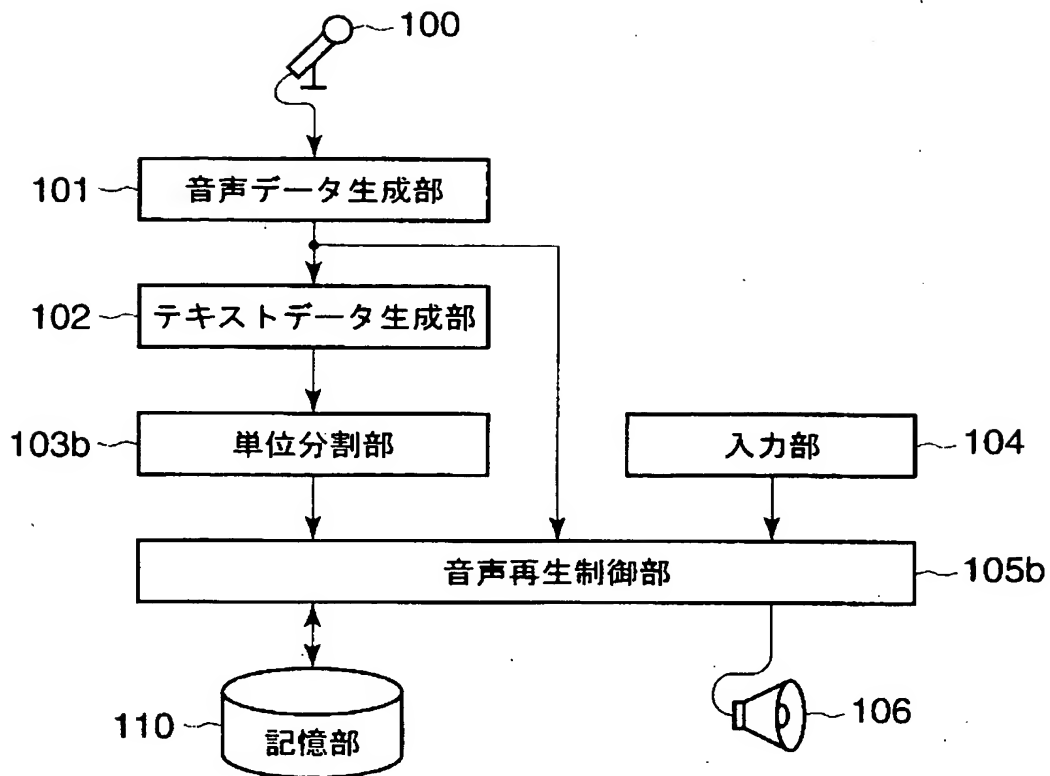 100
101
音声データ生成部
102
テキストデータ生成部
103b
単位分割部
入力部
104
音声再生制御部
105b
110
記憶部
106